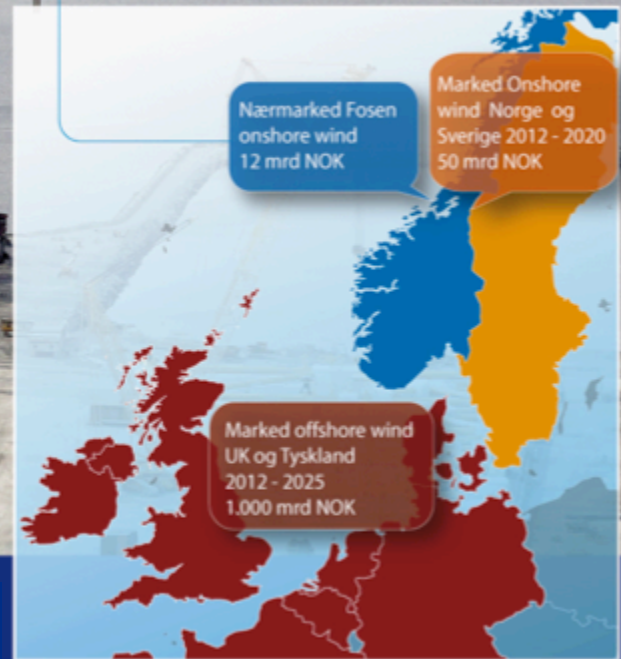 Nærmarked Fosen
onshore wind
12 mrd NOK
Marked Onshore
wind Norge og
Sverige 2012 - 2020
50 mrd NOK
Marked offshore wind
UK og Tyskland
2012 - 2025
1.000 mrd NOK